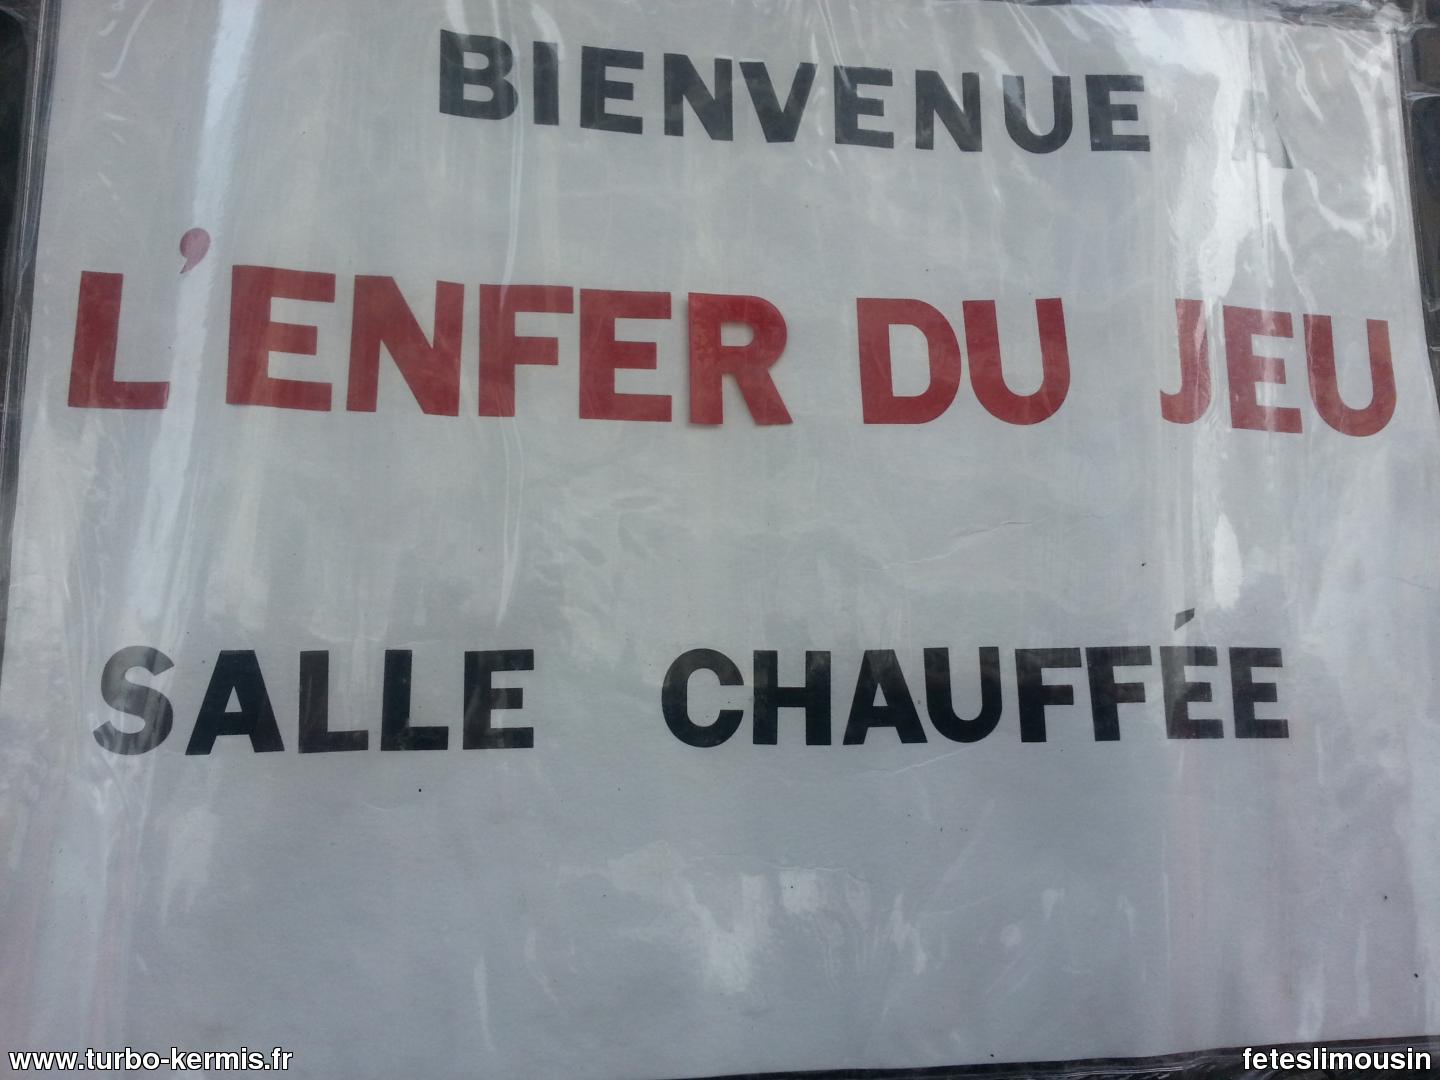 BIENVENUE A
L'ENFER DU JEU
SALLE CHAUFFÉE
www.turbo-kermis.fr
feteslimousin